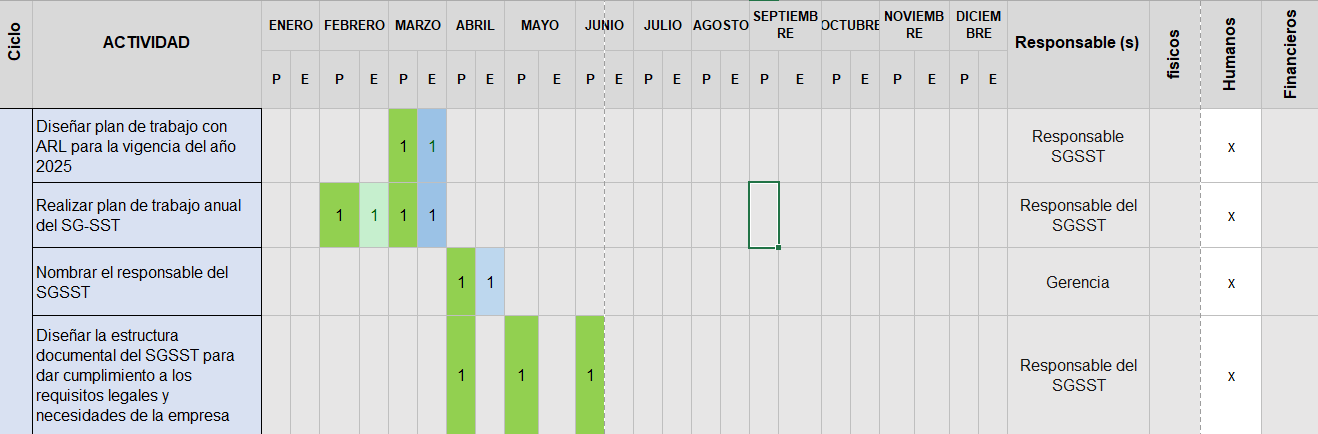 Ciclo
ACTIVIDAD
ENERO FEBRERO MARZO ABRIL MAYO JUNIO JULIO AGOSTO SEPTIEMB NOVIEMB DICIEM
RE OCTUBRE RE BRE
Responsable (s)
fisicos
Humanos
Financieros
P E P E P E P E P E P E P E P E P E P E P E P E
Diseñar plan de trabajo con
ARL para la vigencia del año
2025
1 1
Responsable
SGSST
x
Realizar plan de trabajo anual
del SG-SST
1 1 1 1
Responsable del
SGSST
x
Nombrar el responsable del
SGSST
1 1
Gerencia
x
Diseñar la estructura
documental del SGSST para
dar cumplimiento a los
requisitos legales y
necesidades de la empresa
1 1 1
Responsable del
SGSST
x